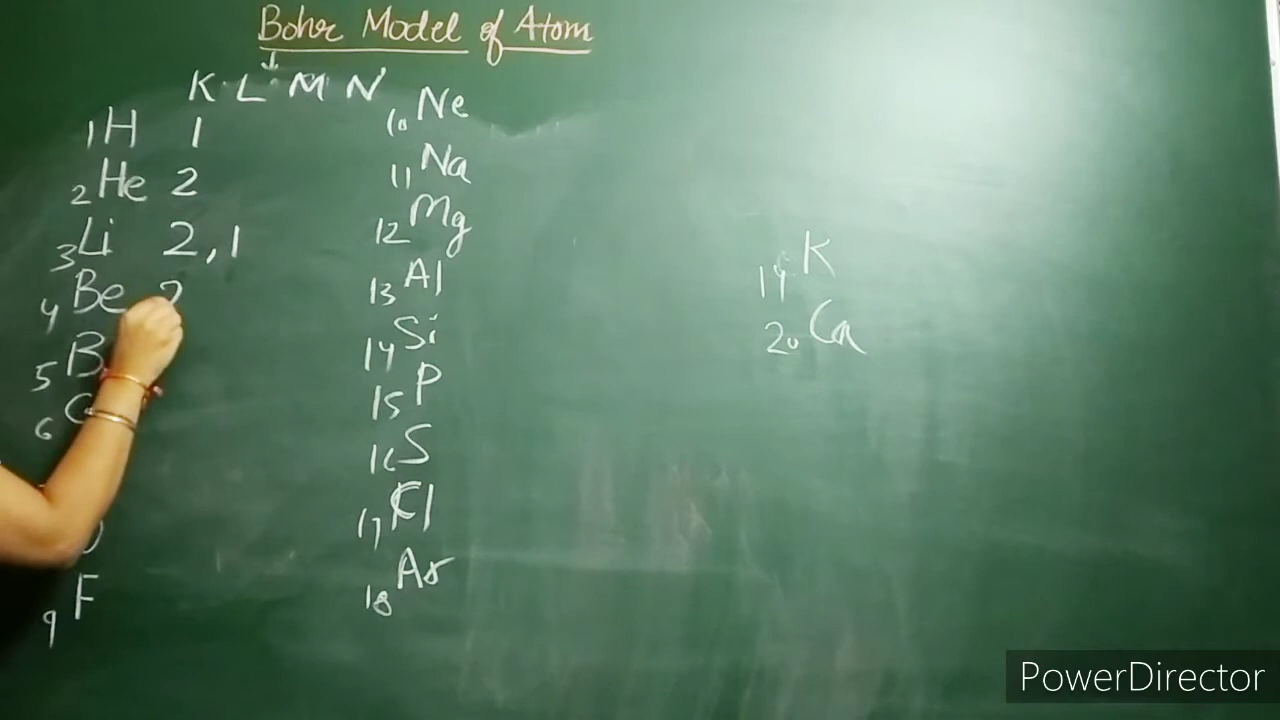 Bohr Model of Atom
K L M N
1H 1
2He 2
3Li 2,1
4Be 2
5B
6C
9F
10Ne
11Na
12Mg
13Al
14Si
15P
16S
17Cl
18Ar
19K
20Ca
PowerDirector